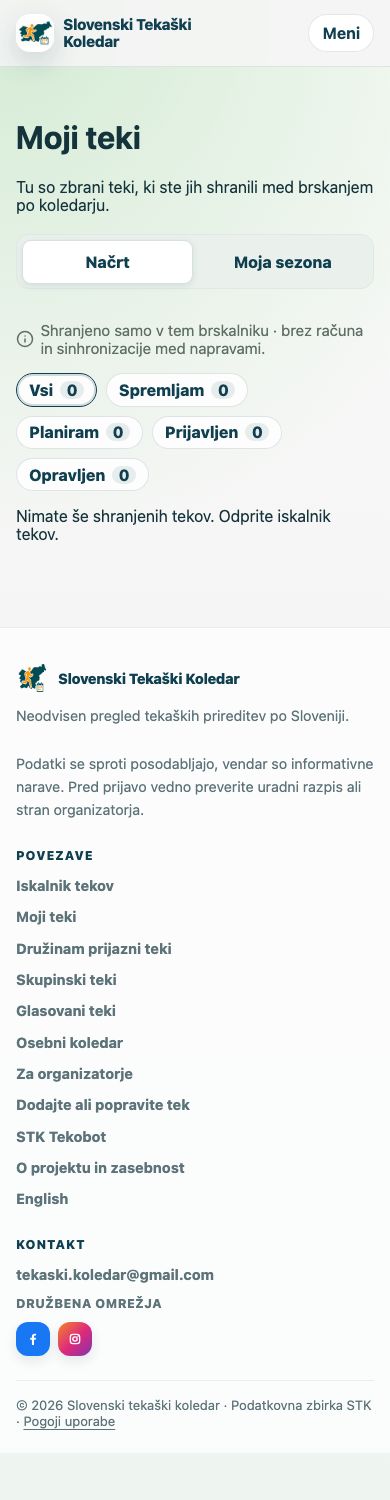 Slovenski Tekaški
Koledar
Meni
Moji teki
Tu so zbrani teki, ki ste jih shranili med brskanjem
po koledarju.
Načrt
Moja sezona
Shranjeno samo v tem brskalniku · brez računa
in sinhronizacije med napravami.
Vsi 0
Spremljam 0
Planiram 0
Prijavljen 0
Opravljen 0
Nimate še shranjenih tekov. Odprite iskalnik
tekov.
Slovenski Tekaški Koledar
Neodvisen pregled tekaških prireditev po Sloveniji.
Podatki se sproti posodabljajo, vendar so informativne
narave. Pred prijavo vedno preverite uradni razpis ali
stran organizatorja.
POVEZAVE
Iskalnik tekov
Moji teki
Družinam prijazni teki
Skupinski teki
Glasovani teki
Osebni koledar
Za organizatorje
Dodajte ali popravite tek
STK Tekobot
O projektu in zasebnost
English
KONTAKT
tekaski.koledar@gmail.com
DRUŽBENA OMREŽJA
© 2026 Slovenski tekaški koledar · Podatkovna zbirka STK
· Pogoji uporabe